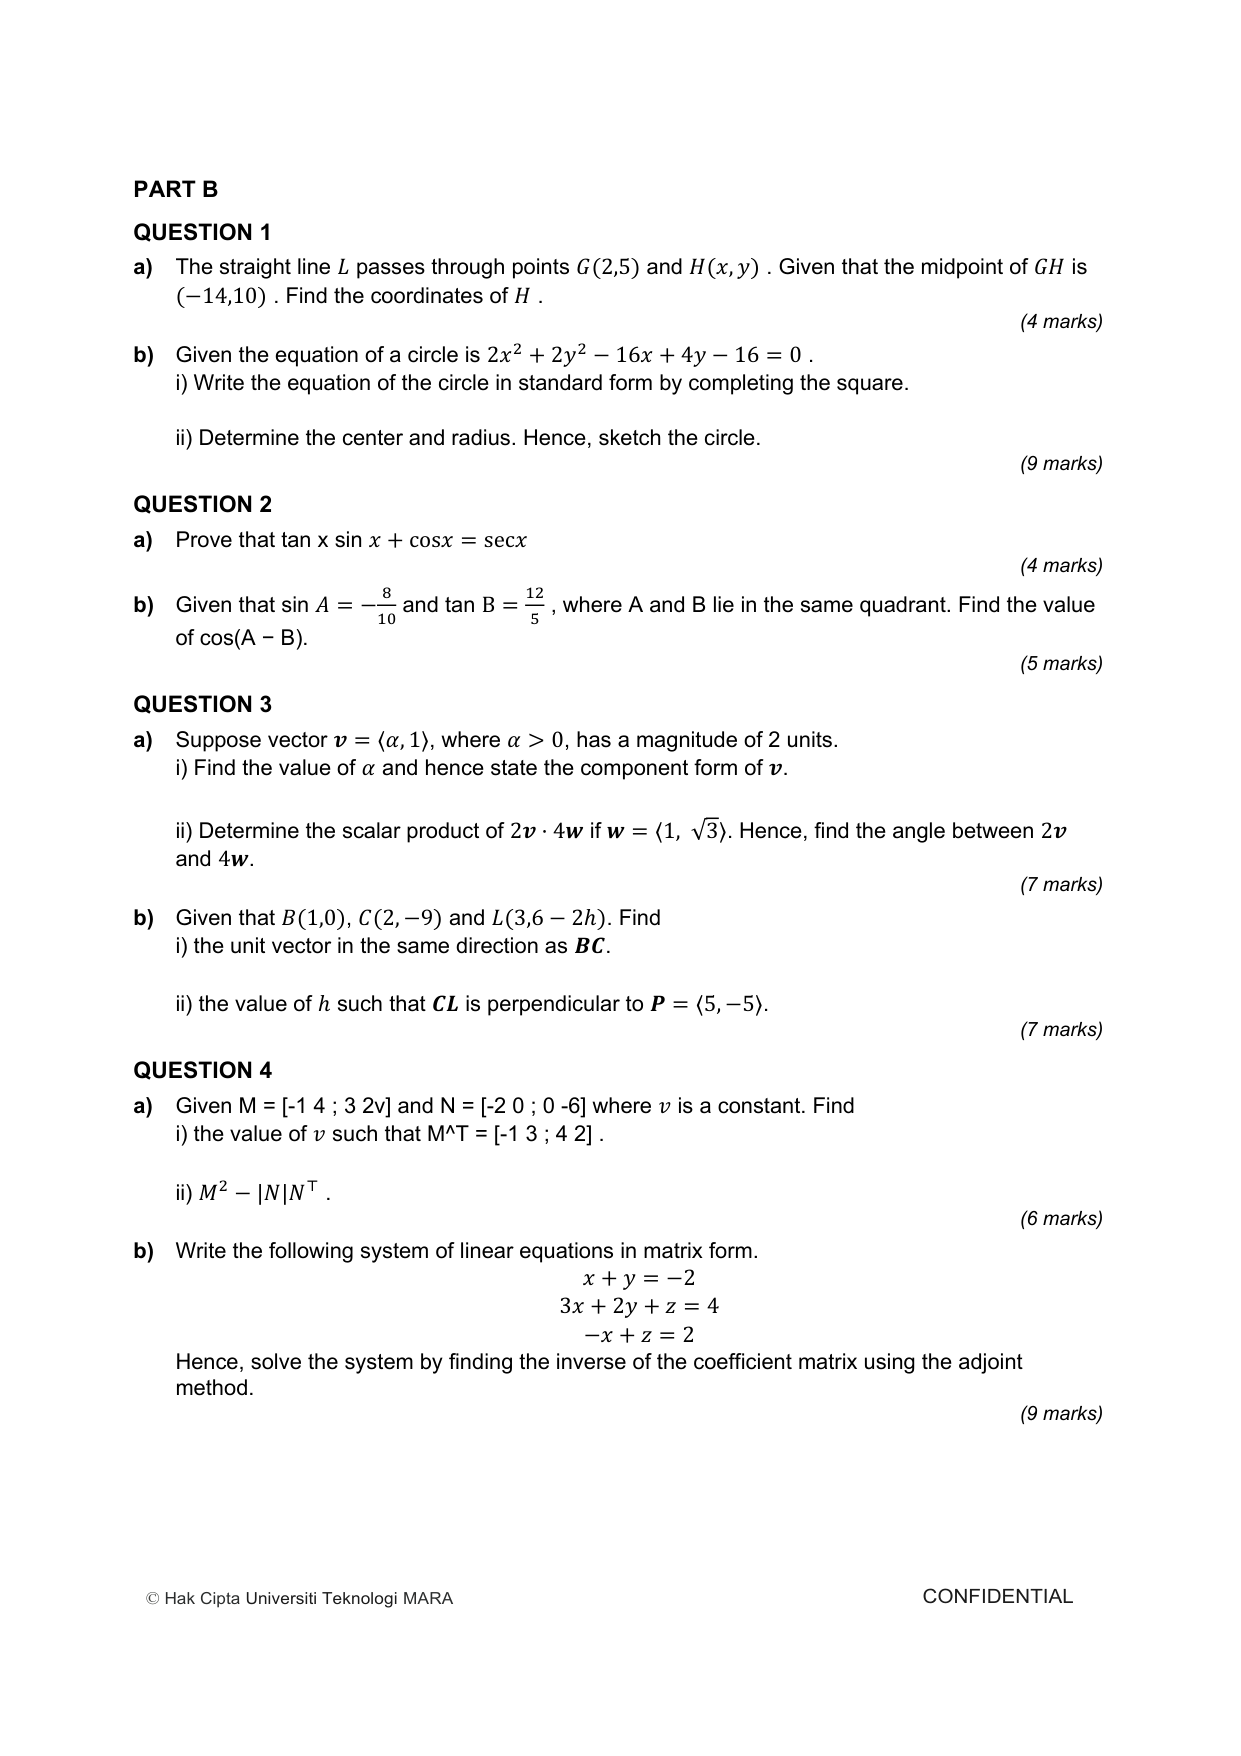 PART B
QUESTION 1
a) The straight line L passes through points G(2,5) and H(x, y) . Given that the midpoint of GH is
(−14,10) . Find the coordinates of H .
(4 marks)
b) Given the equation of a circle is 2x² + 2y² − 16x + 4y − 16 = 0 .
i) Write the equation of the circle in standard form by completing the square.
ii) Determine the center and radius. Hence, sketch the circle.
(9 marks)
QUESTION 2
a) Prove that tan x sin x + cosx = secx
(4 marks)
b) Given that sin A = −8/10 and tan B = 12/5 , where A and B lie in the same quadrant. Find the value
of cos(A − B).
(5 marks)
QUESTION 3
a) Suppose vector v = ⟨α, 1⟩, where α > 0, has a magnitude of 2 units.
i) Find the value of α and hence state the component form of v.
ii) Determine the scalar product of 2v · 4w if w = ⟨1, √3⟩. Hence, find the angle between 2v
and 4w.
(7 marks)
b) Given that B(1,0), C(2, −9) and L(3,6 − 2h). Find
i) the unit vector in the same direction as BC.
ii) the value of h such that CL is perpendicular to P = ⟨5, −5⟩.
(7 marks)
QUESTION 4
a) Given M = [-1 4 ; 3 2v] and N = [-2 0 ; 0 -6] where v is a constant. Find
i) the value of v such that M^T = [-1 3 ; 4 2] .
ii) M² − |N|Nᵀ .
(6 marks)
b) Write the following system of linear equations in matrix form.
x + y = −2
3x + 2y + z = 4
−x + z = 2
Hence, solve the system by finding the inverse of the coefficient matrix using the adjoint
method.
(9 marks)
© Hak Cipta Universiti Teknologi MARA CONFIDENTIAL